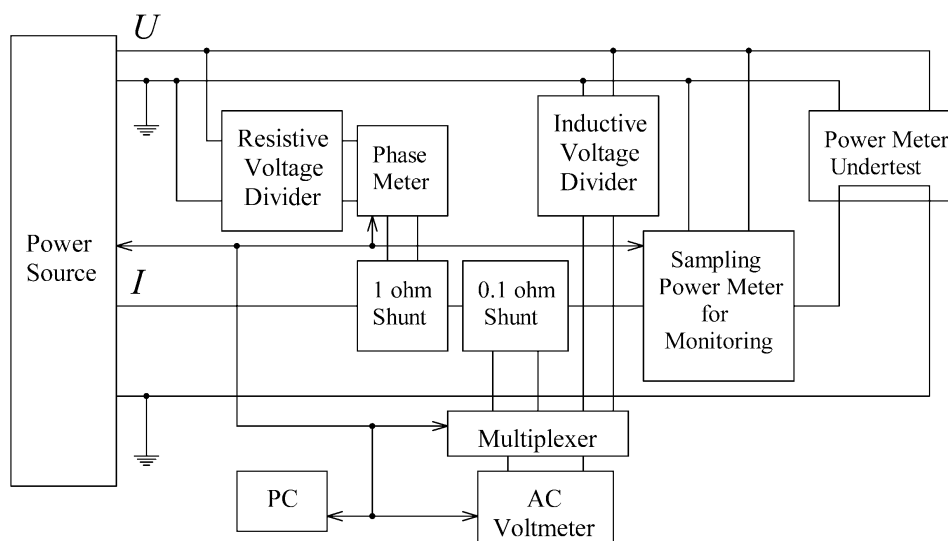 U
Resistive
Voltage
Divider
Phase
Meter
Inductive
Voltage
Divider
Power Meter
Undertest
Power
Source
I
1 ohm
Shunt
0.1 ohm
Shunt
Sampling
Power Meter
for
Monitoring
Multiplexer
PC
AC
Voltmeter